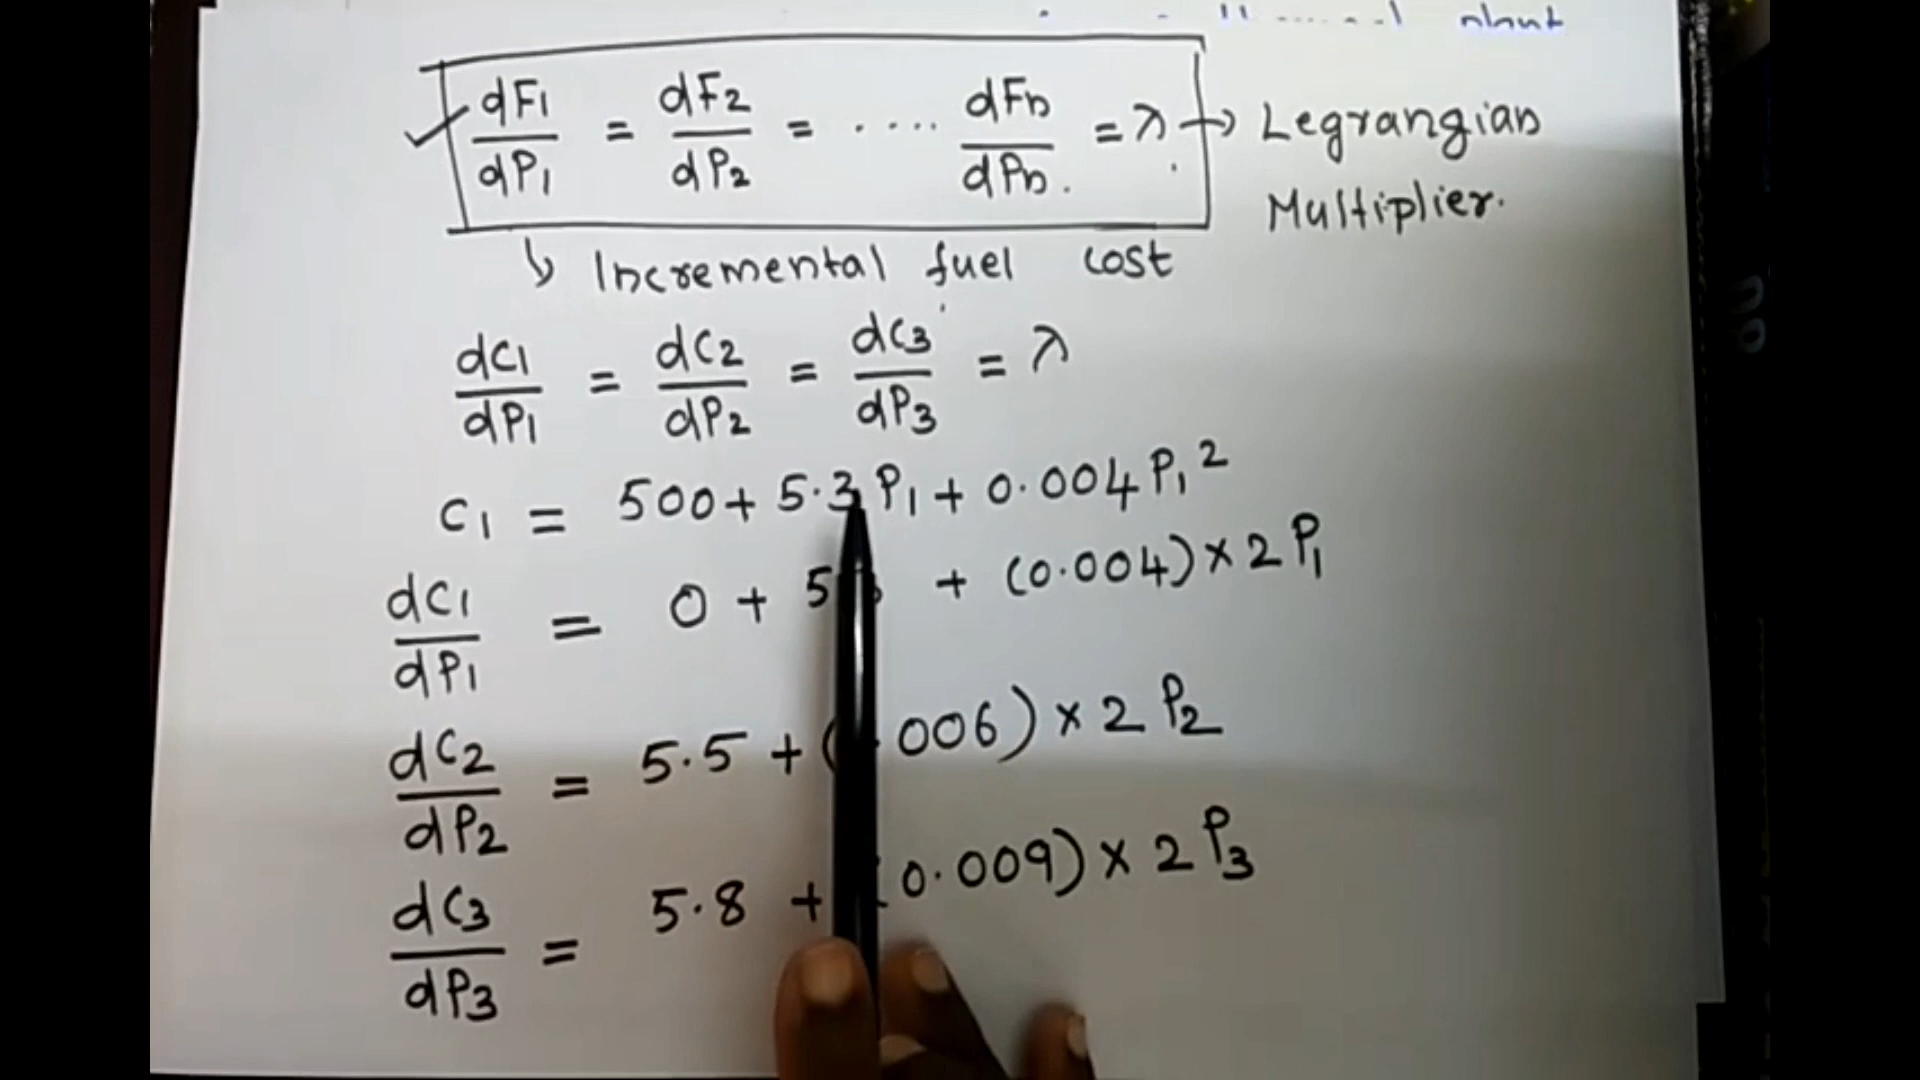 plant
dF1/dP1 = dF2/dP2 = .... dFn/dPn. = λ → Legrangian
Multiplier.
↳ Incremental fuel cost
dC1/dP1 = dC2/dP2 = dC3/dP3 = λ
C1 = 500 + 5.3 P1 + 0.004 P1²
dC1/dP1 = 0 + 5 + (0.004) × 2 P1
dC2/dP2 = 5.5 + ( 006) × 2 P2
dC3/dP3 = 5.8 + (0.009) × 2 P3